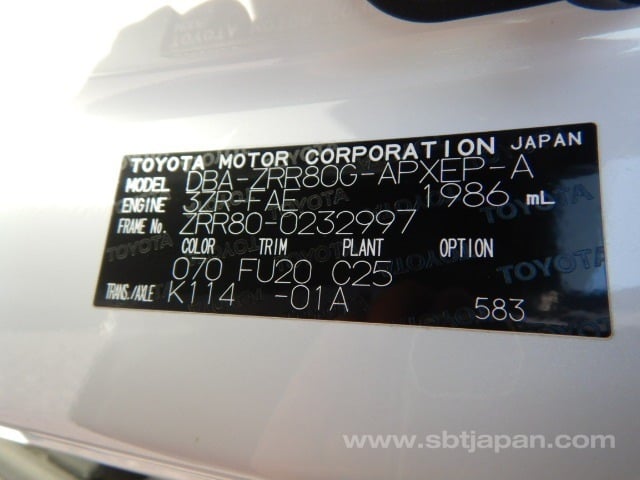 TOYOTA MOTOR CORPORATION JAPAN
MODEL DBA-ZRR80G-APXEP-A
ENGINE 3ZR-FAE 1986 mL
FRAME No. ZRR80-0232997
COLOR TRIM PLANT OPTION
070 FU20 C25
TRANS./AXLE K114 -01A
583
www.sbtjapan.com